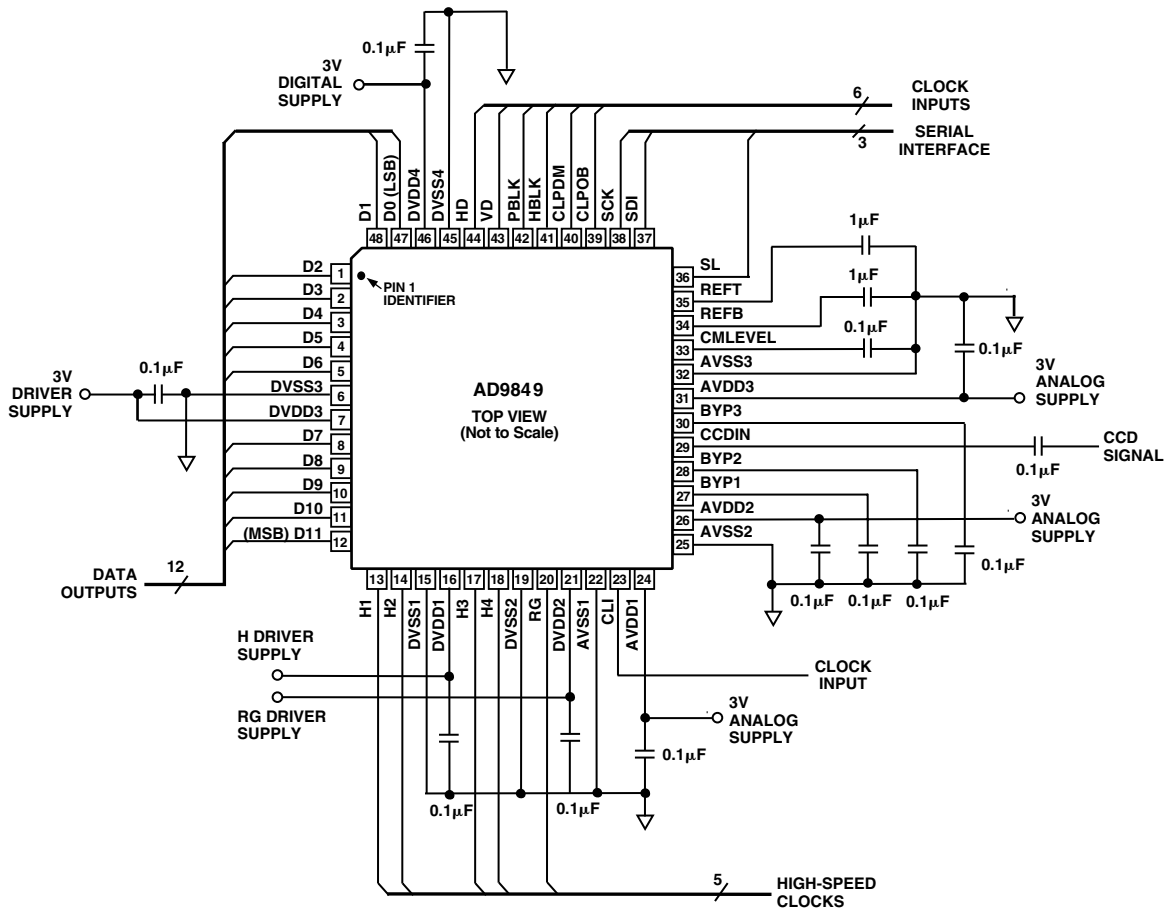 0.1µF
3V
DIGITAL
SUPPLY
6
CLOCK
INPUTS
3
SERIAL
INTERFACE
D1
D0 (LSB)
DVDD4
DVSS4
HD
VD
PBLK
HBLK
CLPDM
CLPOB
SCK
SDI
48
47
46
45
44
43
42
41
40
39
38
37
D2
1
D3
2
D4
3
D5
4
D6
5
DVSS3
6
DVDD3
7
D7
8
D8
9
D9
10
D10
11
(MSB) D11
12
3V
DRIVER
SUPPLY
0.1µF
DATA
OUTPUTS
12
PIN 1
IDENTIFIER
AD9849
TOP VIEW
(Not to Scale)
36
SL
35
REFT
34
REFB
33
CMLEVEL
32
AVSS3
31
AVDD3
30
BYP3
29
CCDIN
28
BYP2
27
BYP1
26
AVDD2
25
AVSS2
1µF
1µF
0.1µF
0.1µF
3V
ANALOG
SUPPLY
CCD
SIGNAL
0.1µF
3V
ANALOG
SUPPLY
0.1µF
0.1µF
0.1µF
0.1µF
13
14
15
16
17
18
19
20
21
22
23
24
H1
H2
DVSS1
DVDD1
H3
H4
DVSS2
RG
DVDD2
AVSS1
CLI
AVDD1
H DRIVER
SUPPLY
RG DRIVER
SUPPLY
CLOCK
INPUT
3V
ANALOG
SUPPLY
0.1µF
0.1µF
0.1µF
5
HIGH-SPEED
CLOCKS